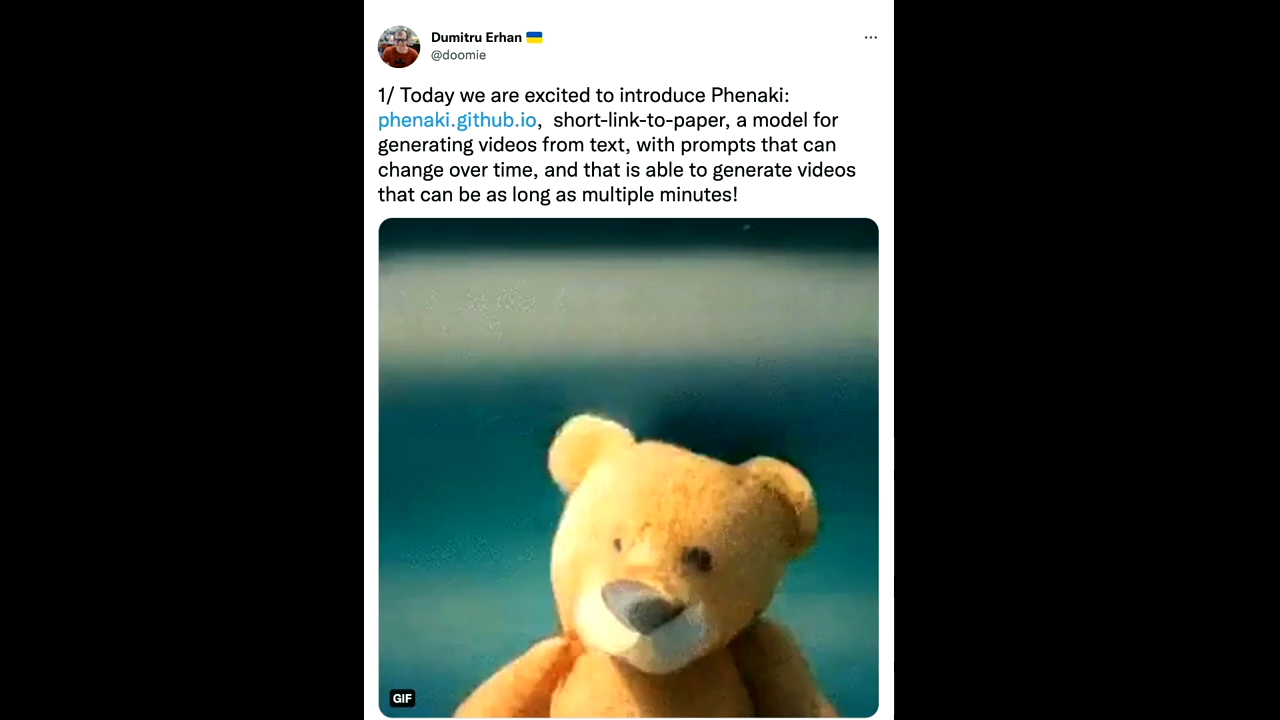 Dumitru Erhan 🇺🇦
@doomie
1/ Today we are excited to introduce Phenaki:
phenaki.github.io,  short-link-to-paper, a model for
generating videos from text, with prompts that can
change over time, and that is able to generate videos
that can be as long as multiple minutes!
GIF